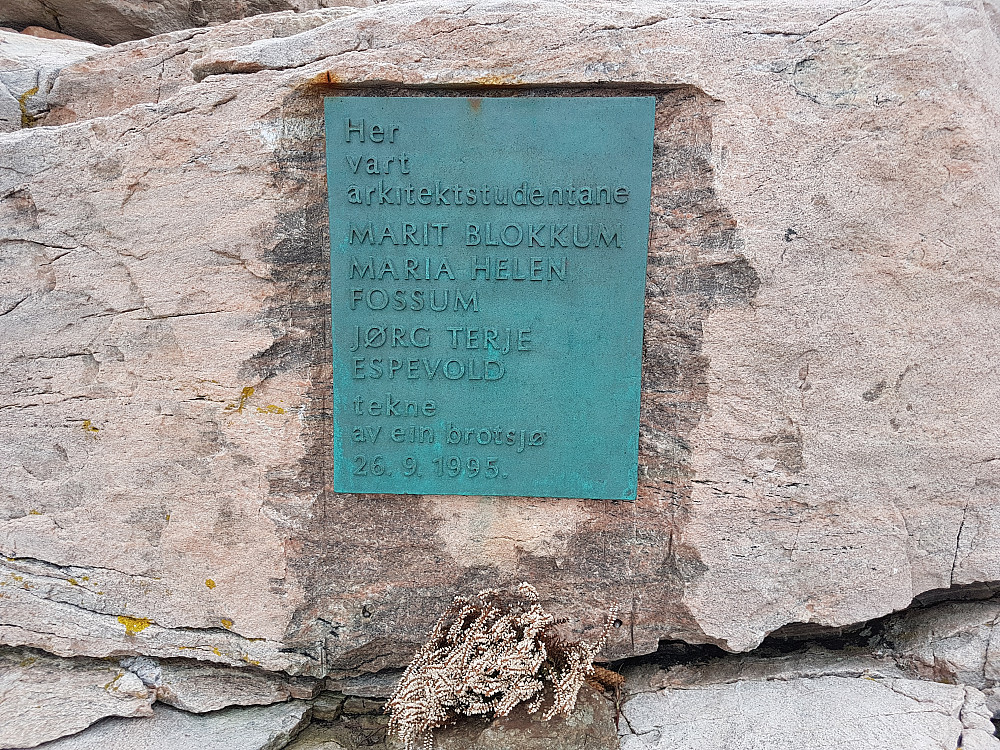 Her
vart
arkitektstudentane
MARIT BLOKKUM
MARIA HELEN
FOSSUM
JØRG TERJE
ESPEVOLD
tekne
av ein brotsjø
26. 9. 1995.